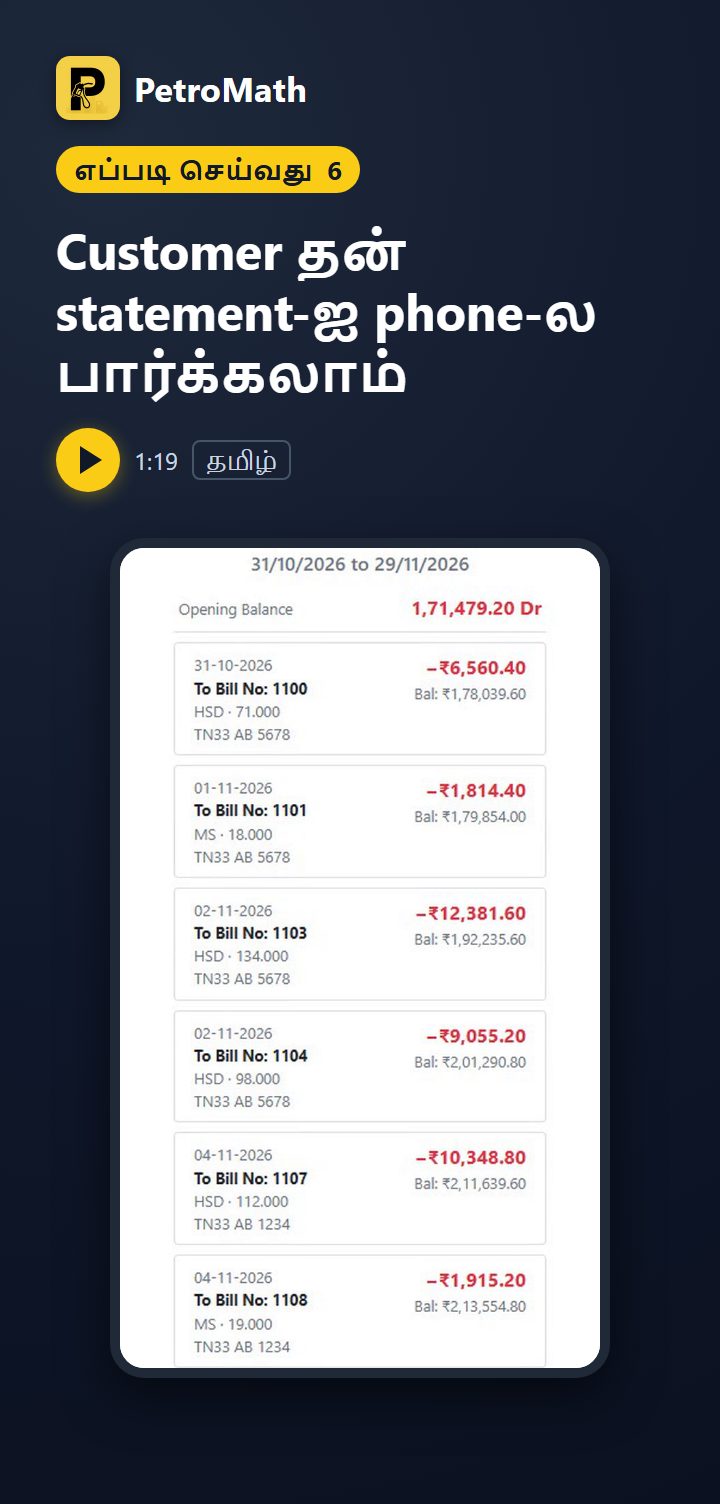 PetroMath
எப்படி செய்வது 6
Customer தன்
statement-ஐ phone-ல
பார்க்கலாம்
1:19 தமிழ்
31/10/2026 to 29/11/2026
Opening Balance 1,71,479.20 Dr
31-10-2026 –₹6,560.40
To Bill No: 1100 Bal: ₹1,78,039.60
HSD · 71.000
TN33 AB 5678
01-11-2026 –₹1,814.40
To Bill No: 1101 Bal: ₹1,79,854.00
MS · 18.000
TN33 AB 5678
02-11-2026 –₹12,381.60
To Bill No: 1103 Bal: ₹1,92,235.60
HSD · 134.000
TN33 AB 5678
02-11-2026 –₹9,055.20
To Bill No: 1104 Bal: ₹2,01,290.80
HSD · 98.000
TN33 AB 5678
04-11-2026 –₹10,348.80
To Bill No: 1107 Bal: ₹2,11,639.60
HSD · 112.000
TN33 AB 1234
04-11-2026 –₹1,915.20
To Bill No: 1108 Bal: ₹2,13,554.80
MS · 19.000
TN33 AB 1234